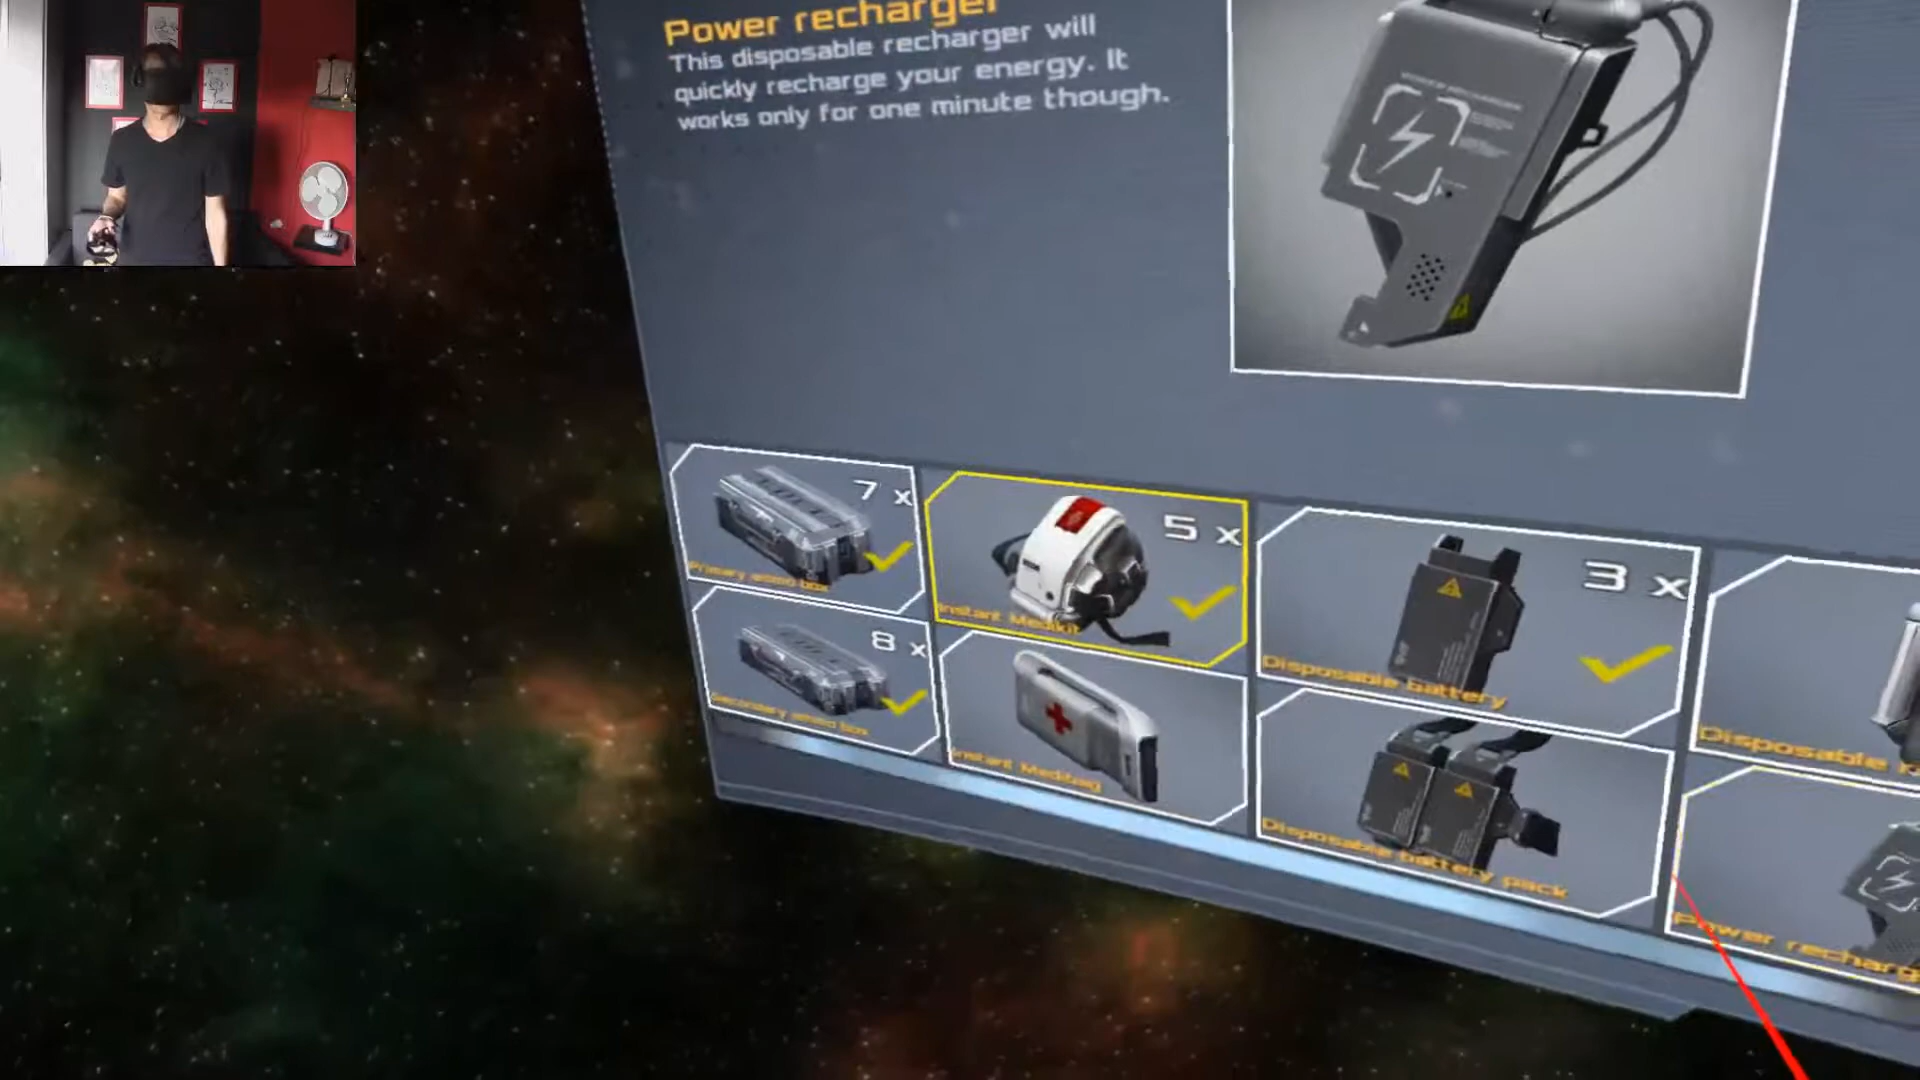 Power recharger
This disposable recharger will
quickly recharge your energy. It
works only for one minute though.
7 x
Primary ammo box
5 x
Instant Medikit
3 x
Disposable battery
Disposable
8 x
Secondary ammo box
Instant Medibag
Disposable battery pack
Power recharg